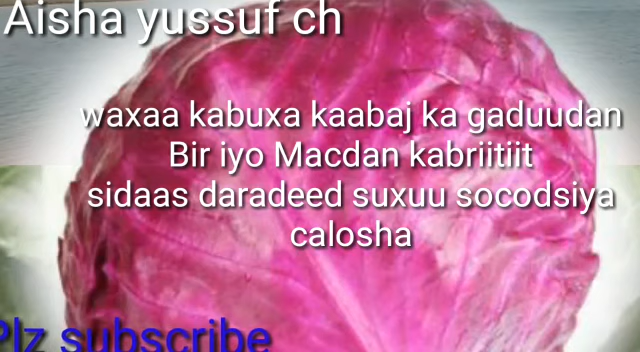 Aisha yussuf ch
waxaa kabuxa kaabaj ka gaduudan
Bir iyo Macdan kabriitiit
sidaas daradeed suxuu socodsiya
calosha
Plz subscribe